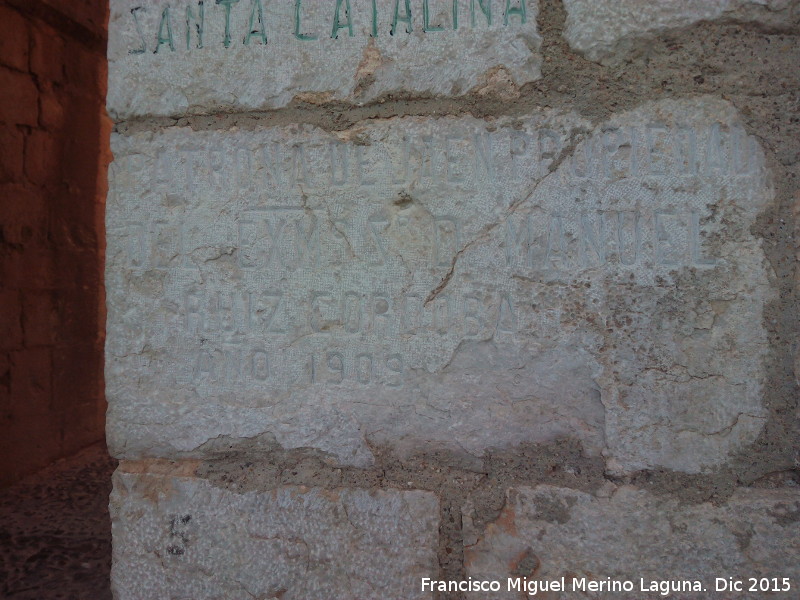 SANTA CATALINA
PATRONA DE JAEN PROPIEDAD
DEL EXMO. S. D. MANUEL
RUIZ CORDOBA
AÑO 1909
Francisco Miguel Merino Laguna. Dic 2015